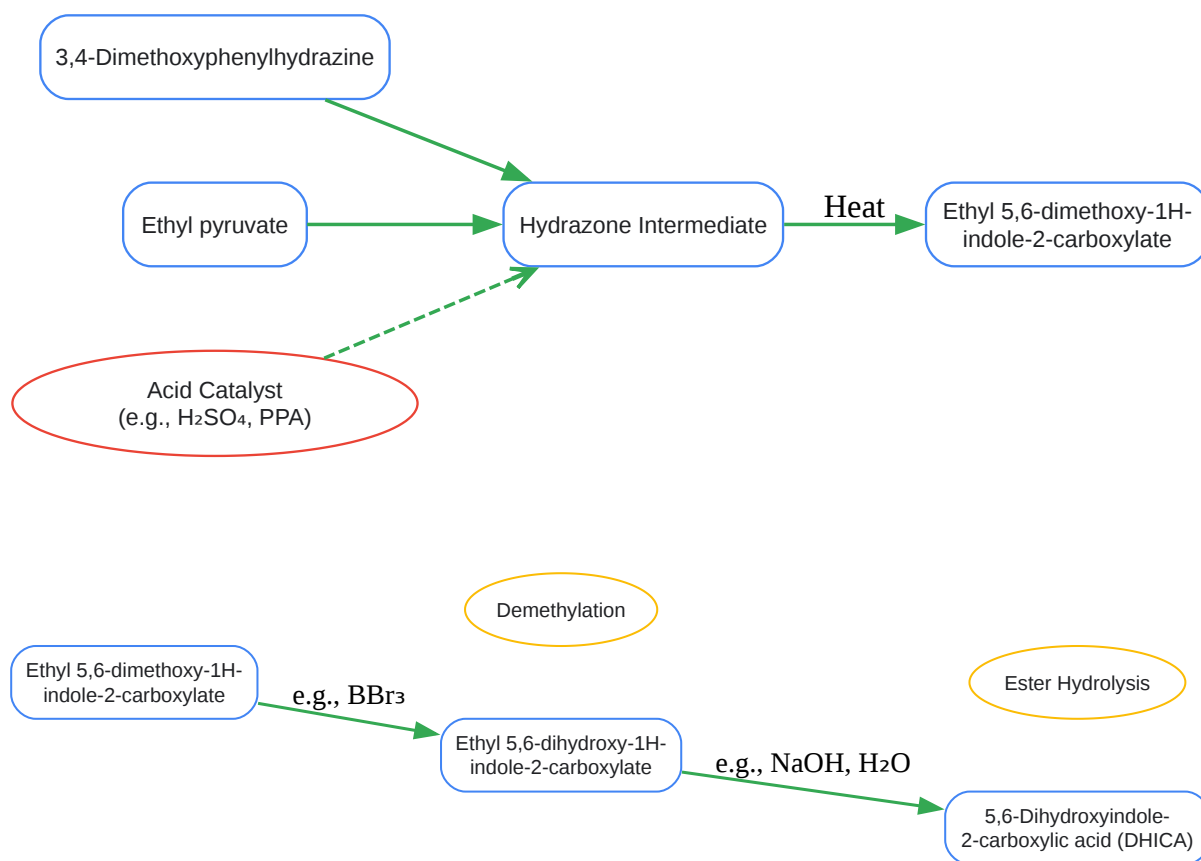 3,4-Dimethoxyphenylhydrazine
Ethyl pyruvate
Hydrazone Intermediate
Heat
Ethyl 5,6-dimethoxy-1H-
indole-2-carboxylate
Acid Catalyst
(e.g., H₂SO₄, PPA)
Demethylation
Ethyl 5,6-dimethoxy-1H-
indole-2-carboxylate
e.g., BBr₃
Ester Hydrolysis
Ethyl 5,6-dihydroxy-1H-
indole-2-carboxylate
e.g., NaOH, H₂O
5,6-Dihydroxyindole-
2-carboxylic acid (DHICA)